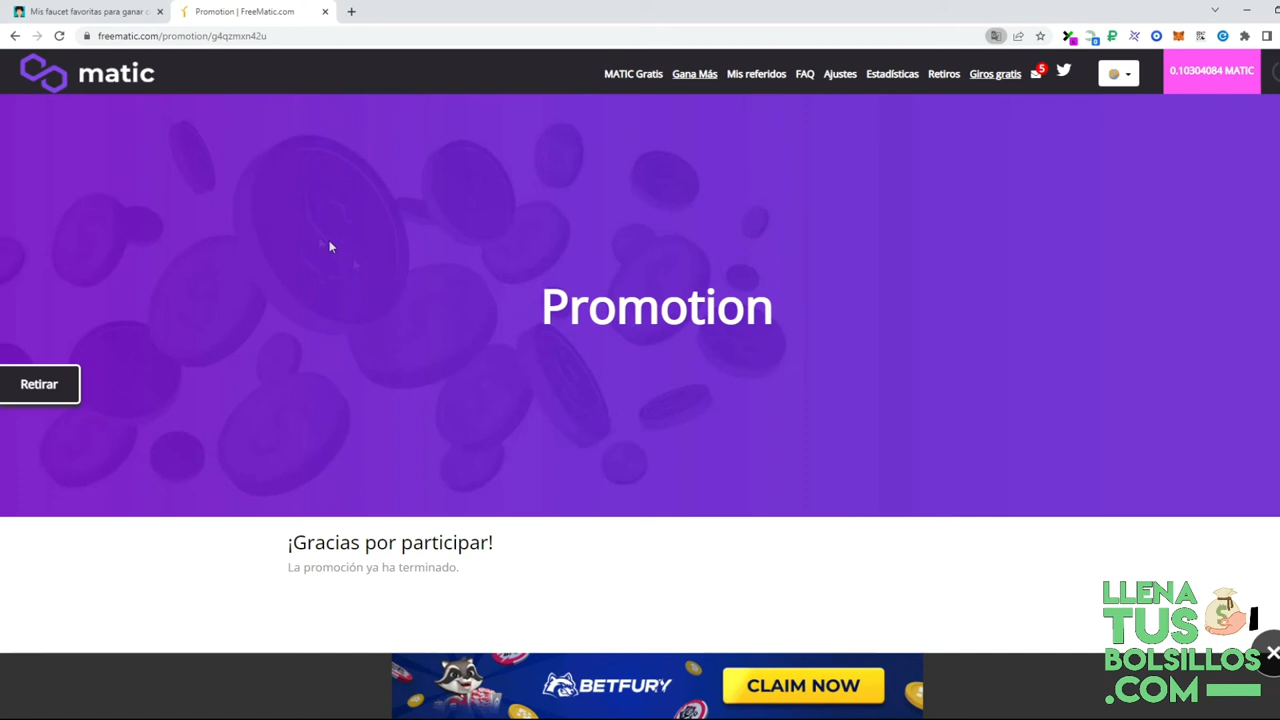 Mis faucet favoritas para ganar c
Promotion | FreeMatic.com
freematic.com/promotion/g4qzmxn42u
matic
MATIC Gratis Gana Más Mis referidos FAQ Ajustes Estadísticas Retiros Giros gratis 5 0.10304084 MATIC
Promotion
Retirar
¡Gracias por participar!
La promoción ya ha terminado.
BETFURY CLAIM NOW
LLENA
TUS
BOLSILLOS
.COM